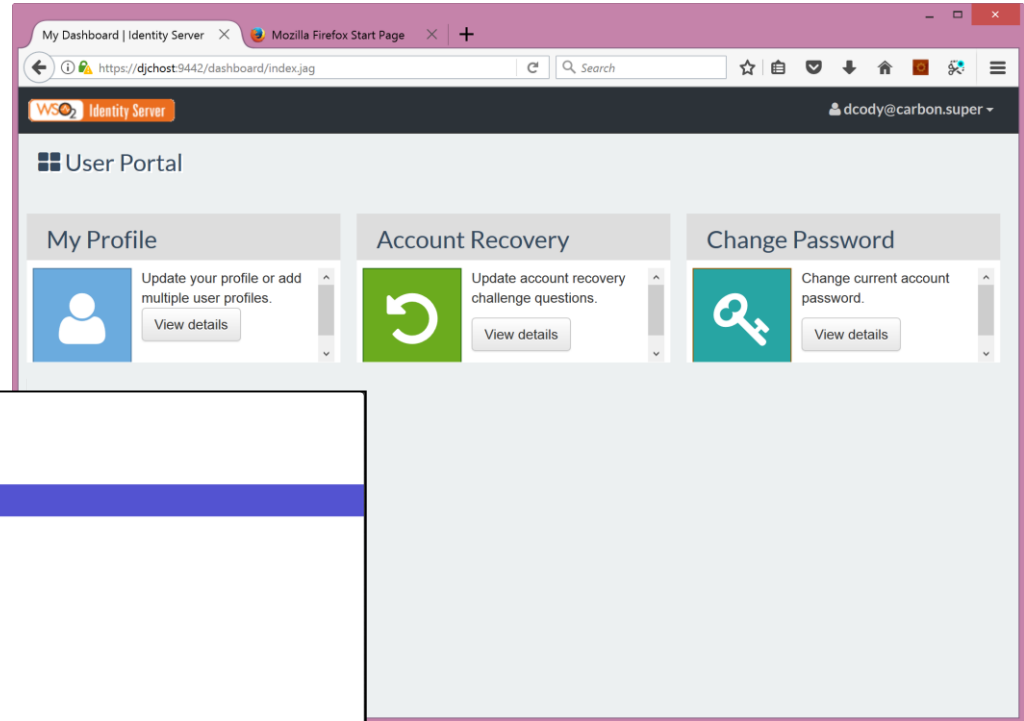 My Dashboard | Identity Server
Mozilla Firefox Start Page
https://djchost:9442/dashboard/index.jag
Search
WSO2 Identity Server
dcody@carbon.super
User Portal
My Profile
Update your profile or add
multiple user profiles.
View details
Account Recovery
Update account recovery
challenge questions.
View details
Change Password
Change current account
password.
View details